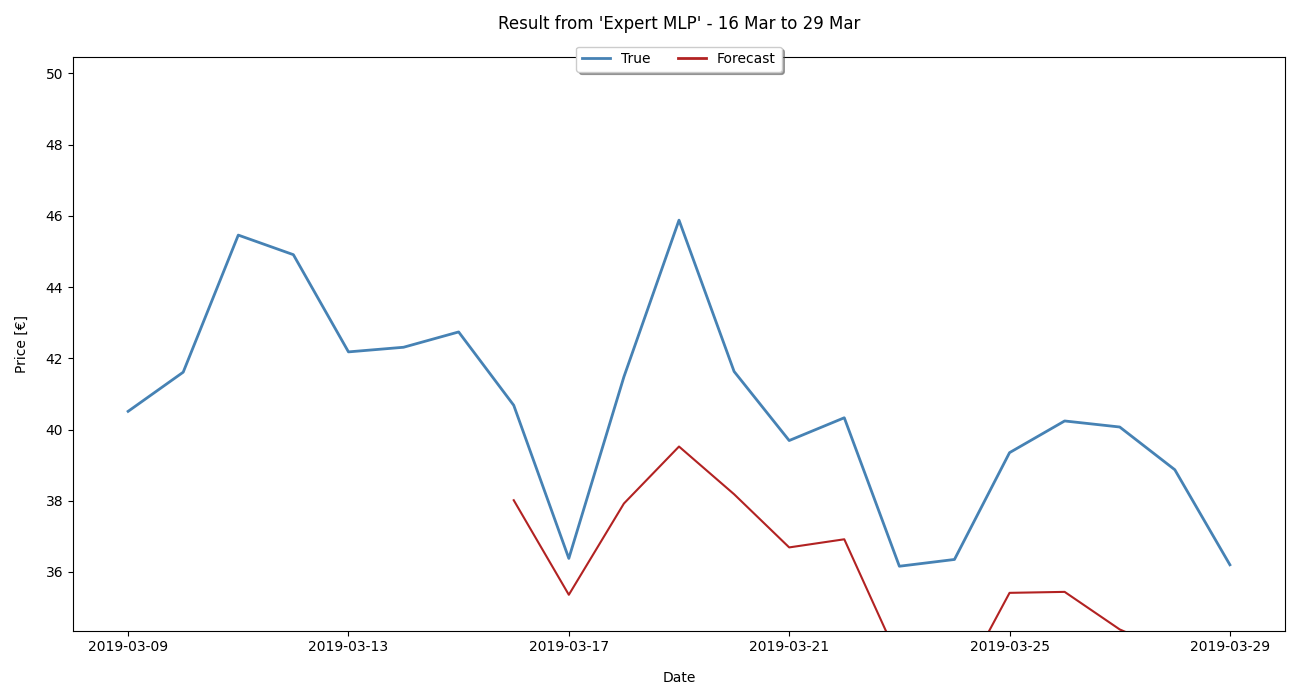 Result from 'Expert MLP' - 16 Mar to 29 Mar
True Forecast
50
48
46
44
42
40
38
36
Price [€]
2019-03-09 2019-03-13 2019-03-17 2019-03-21 2019-03-25 2019-03-29
Date